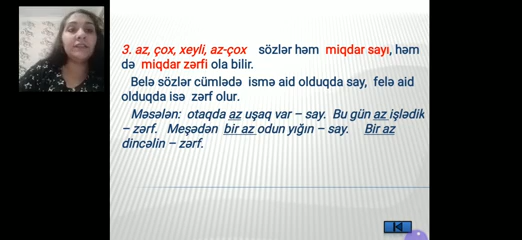 3. az, çox, xeyli, az-çox sözlər həm miqdar sayı, həm
də miqdar zərfi ola bilir.
Belə sözlər cümlədə ismə aid olduqda say, felə aid
olduqda isə zərf olur.
Məsələn: otaqda az uşaq var – say. Bu gün az işlədik
– zərf. Meşədən bir az odun yığın – say. Bir az
dincəlin – zərf.